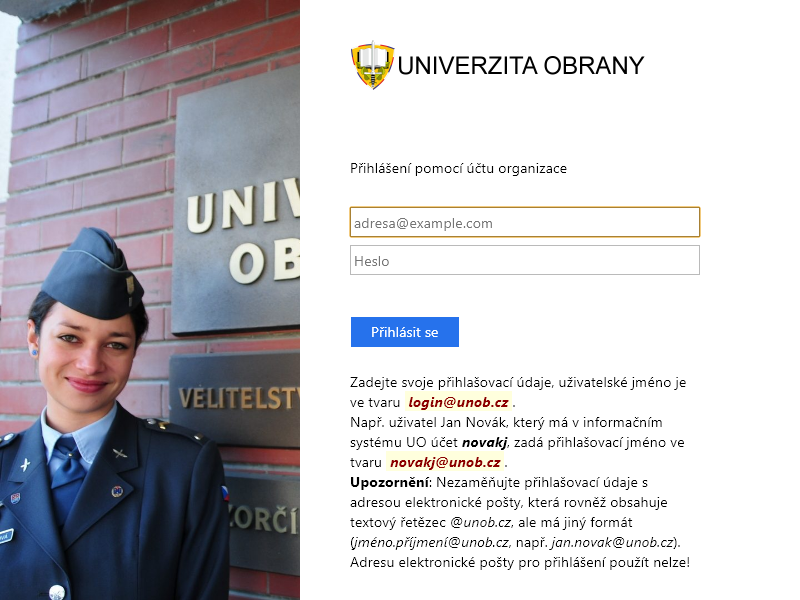 UNIVERZITA OBRANY
Přihlášení pomocí účtu organizace
adresa@example.com
Heslo
Přihlásit se
Zadejte svoje přihlašovací údaje, uživatelské jméno je
ve tvaru login@unob.cz.
Např. uživatel Jan Novák, který má v informačním
systému UO účet novakj, zadá přihlašovací jméno ve
tvaru novakj@unob.cz.
Upozornění: Nezaměňujte přihlašovací údaje s
adresou elektronické pošty, která rovněž obsahuje
textový řetězec @unob.cz, ale má jiný formát
(jméno.příjmení@unob.cz, např. jan.novak@unob.cz).
Adresu elektronické pošty pro přihlášení použít nelze!
UNIV
OB
VELITELSTV
ZORČÍ